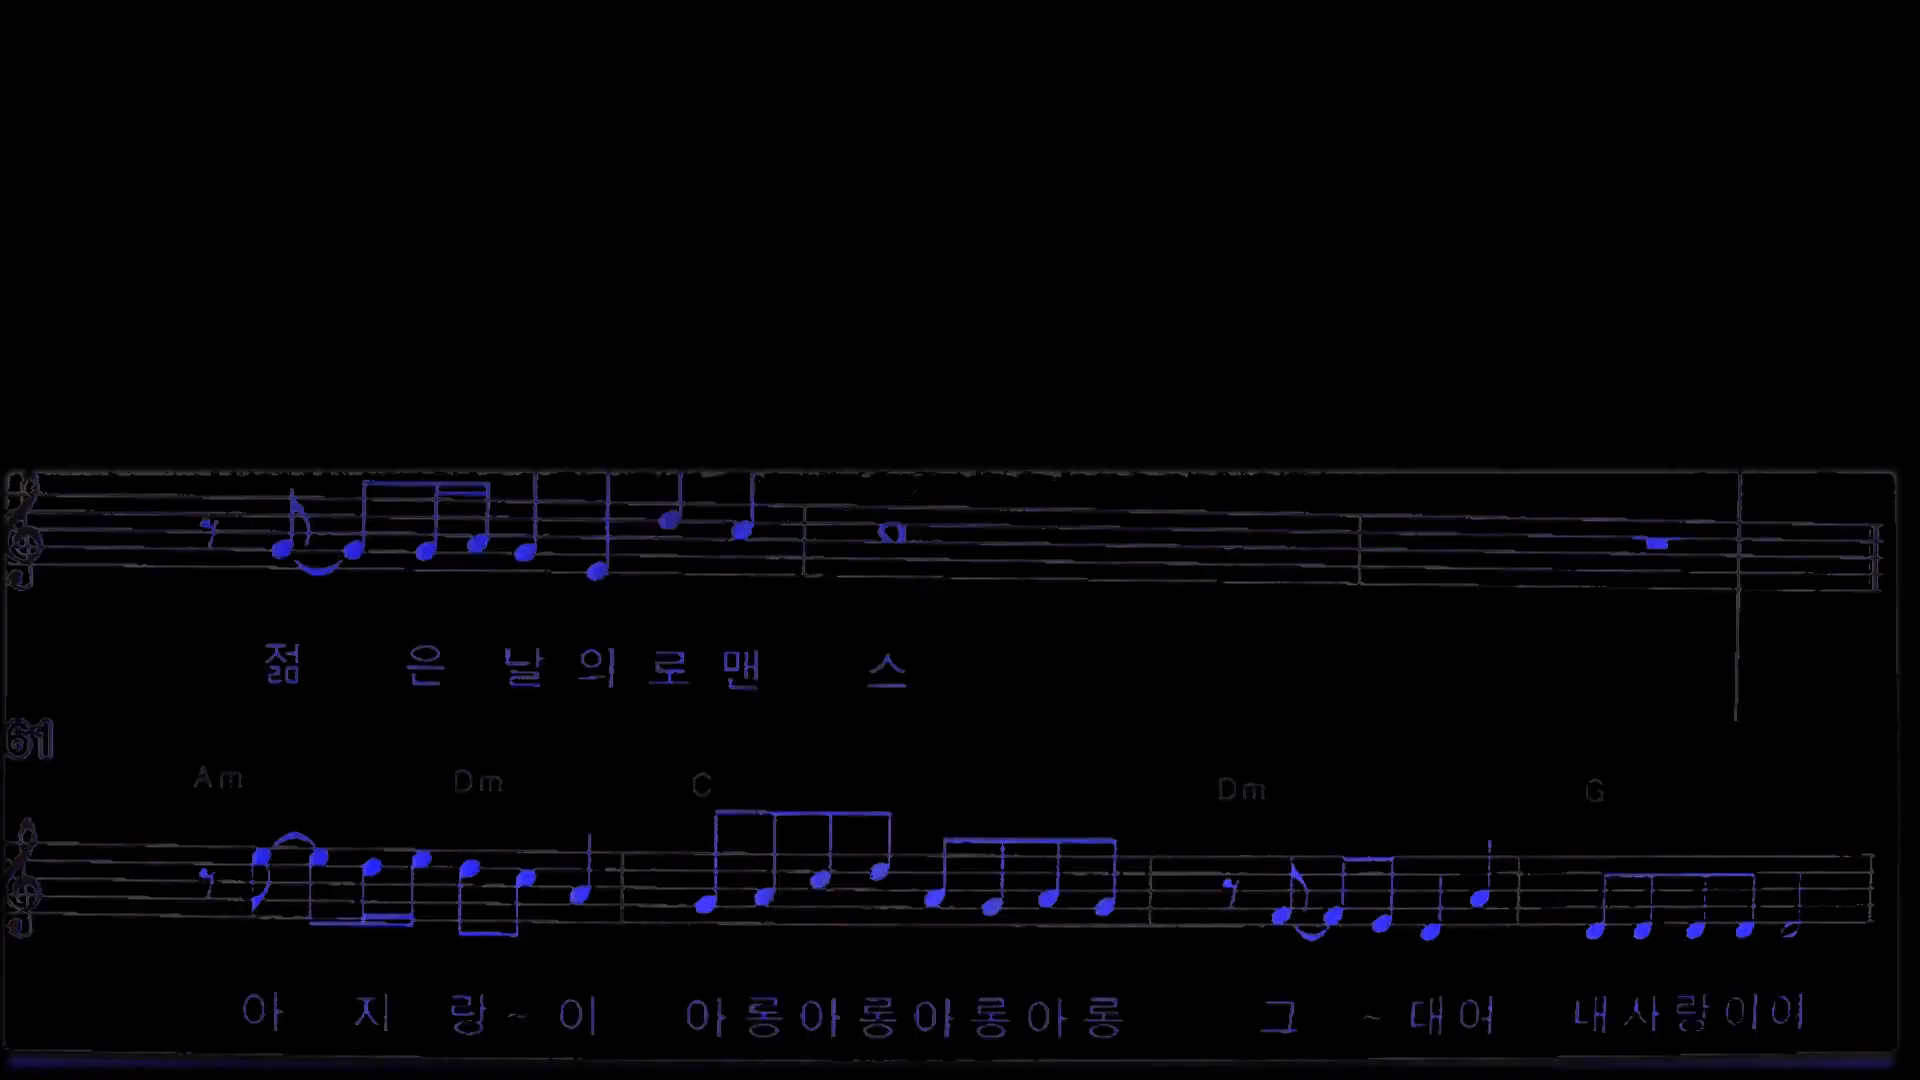 젊 은 날 의 로 맨 스
61
Am Dm C Dm G
아 지 랑 ~ 이 아 롱 아 롱 아 롱 아 롱 그 ~ 대 여 내 사 랑 이 여